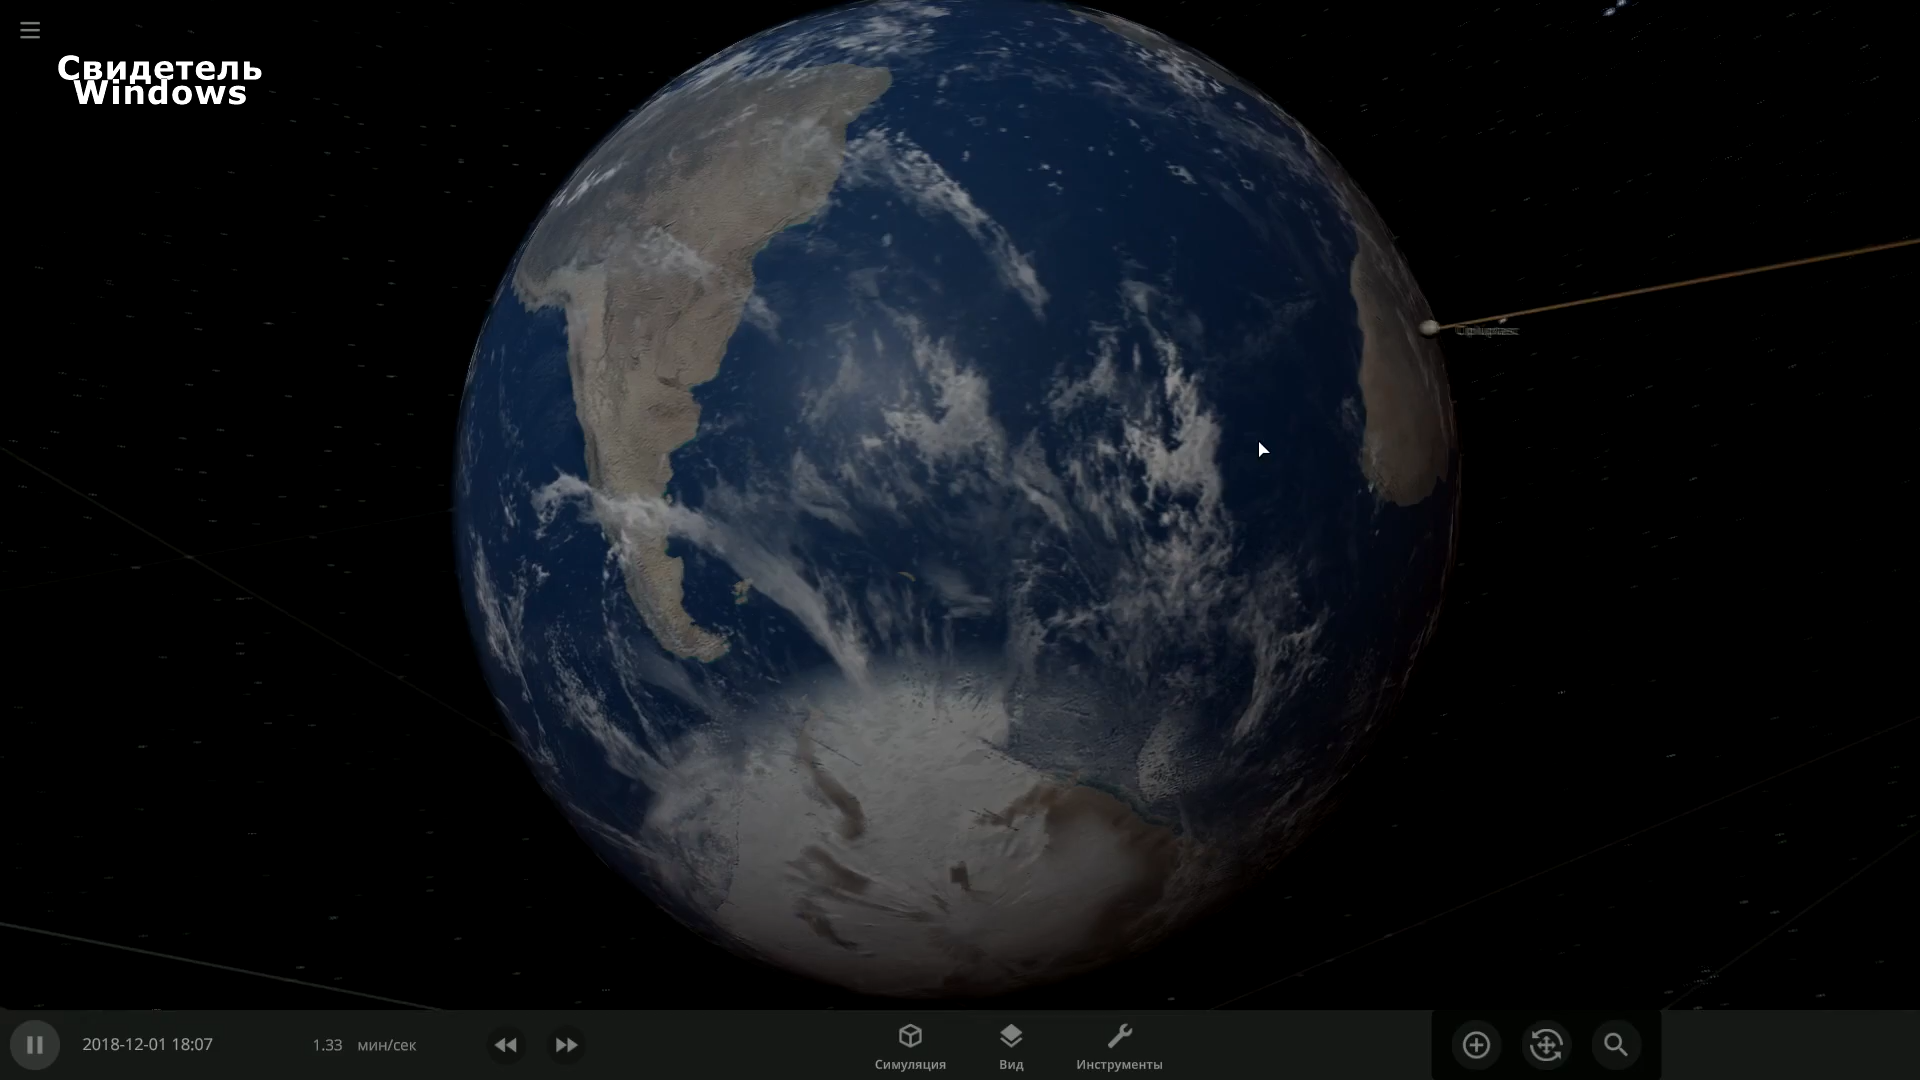 Свидетель
Windows
2018-12-01 18:07
1.33 мин/сек
Симуляция
Вид
Инструменты